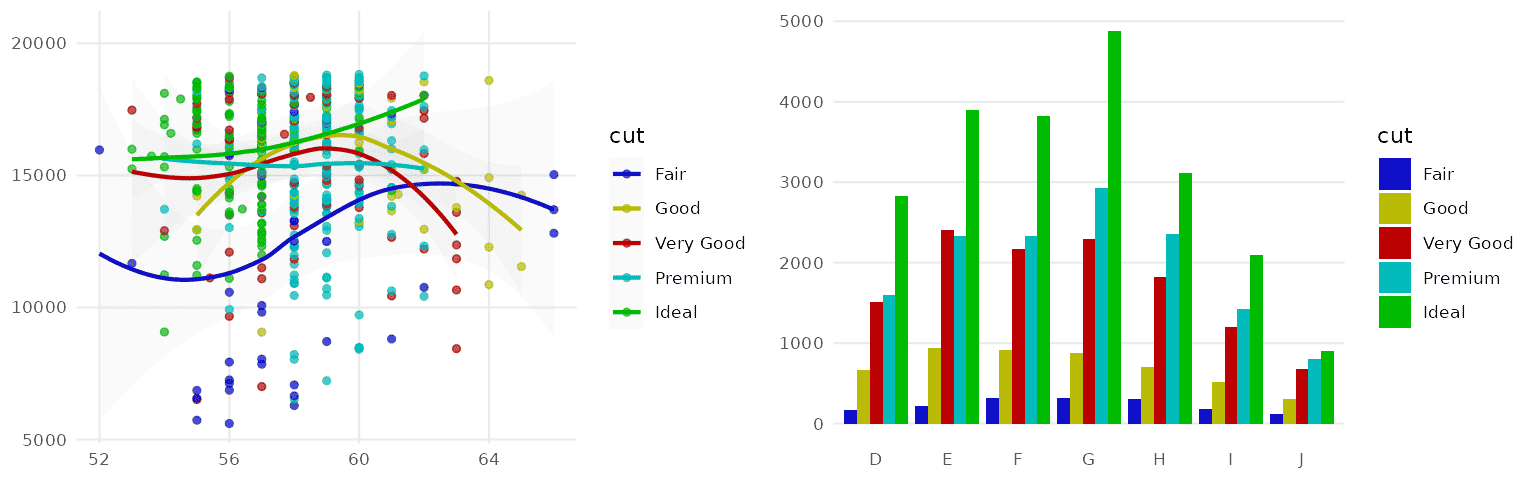 20000
15000
10000
5000
52 56 60 64
cut
Fair
Good
Very Good
Premium
Ideal
5000
4000
3000
2000
1000
0
D E F G H I J
cut
Fair
Good
Very Good
Premium
Ideal